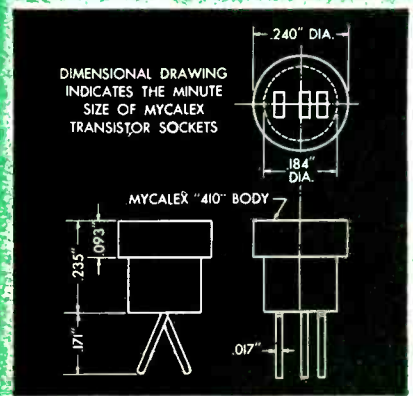 .240" DIA.
DIMENSIONAL DRAWING
INDICATES THE MINUTE
SIZE OF MYCALEX
TRANSISTOR SOCKETS
.184"
DIA.
MYCALEX "410" BODY
.093"
.235"
.171"
.017"